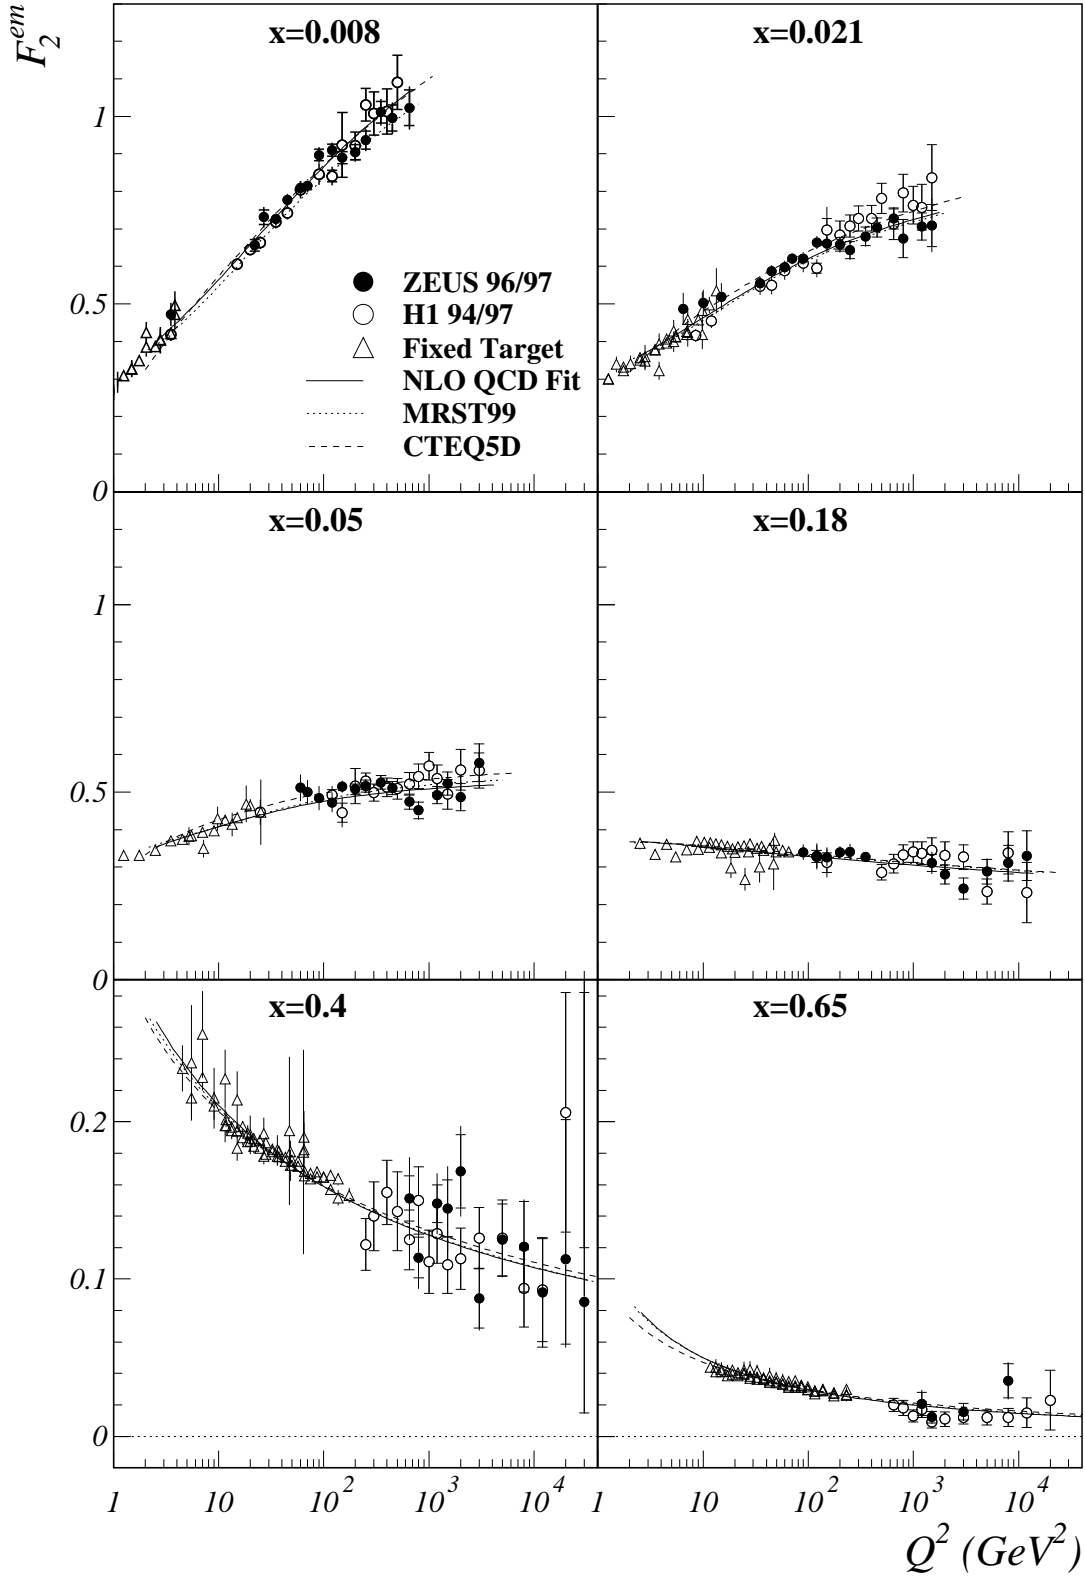 F₂ᵉᵐ
x=0.008
x=0.021
1
0.5
0
ZEUS 96/97
H1 94/97
Fixed Target
NLO QCD Fit
MRST99
CTEQ5D
x=0.05
x=0.18
1
0.5
0
x=0.4
x=0.65
0
0.2
0.1
0
1 10 10² 10³ 10⁴ 1 10 10² 10³ 10⁴
Q² (GeV²)